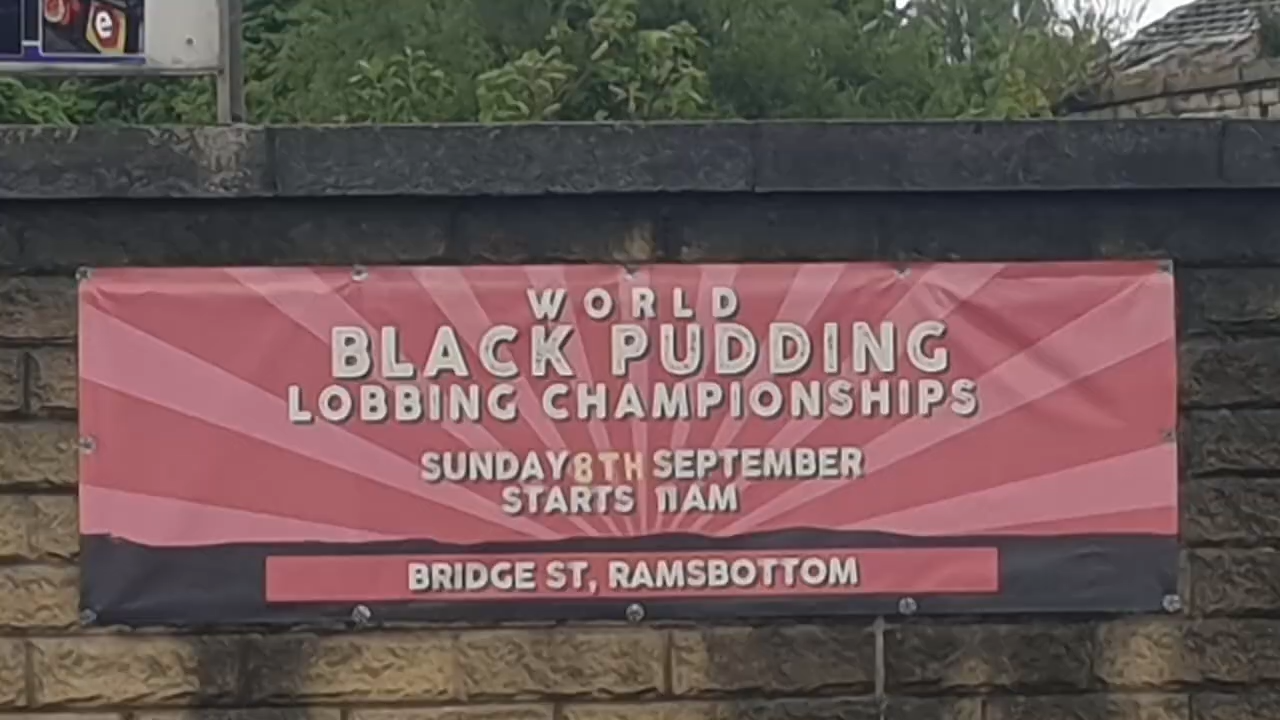 e
WORLD
BLACK PUDDING
LOBBING CHAMPIONSHIPS
SUNDAY 8TH SEPTEMBER
STARTS 11AM
BRIDGE ST, RAMSBOTTOM